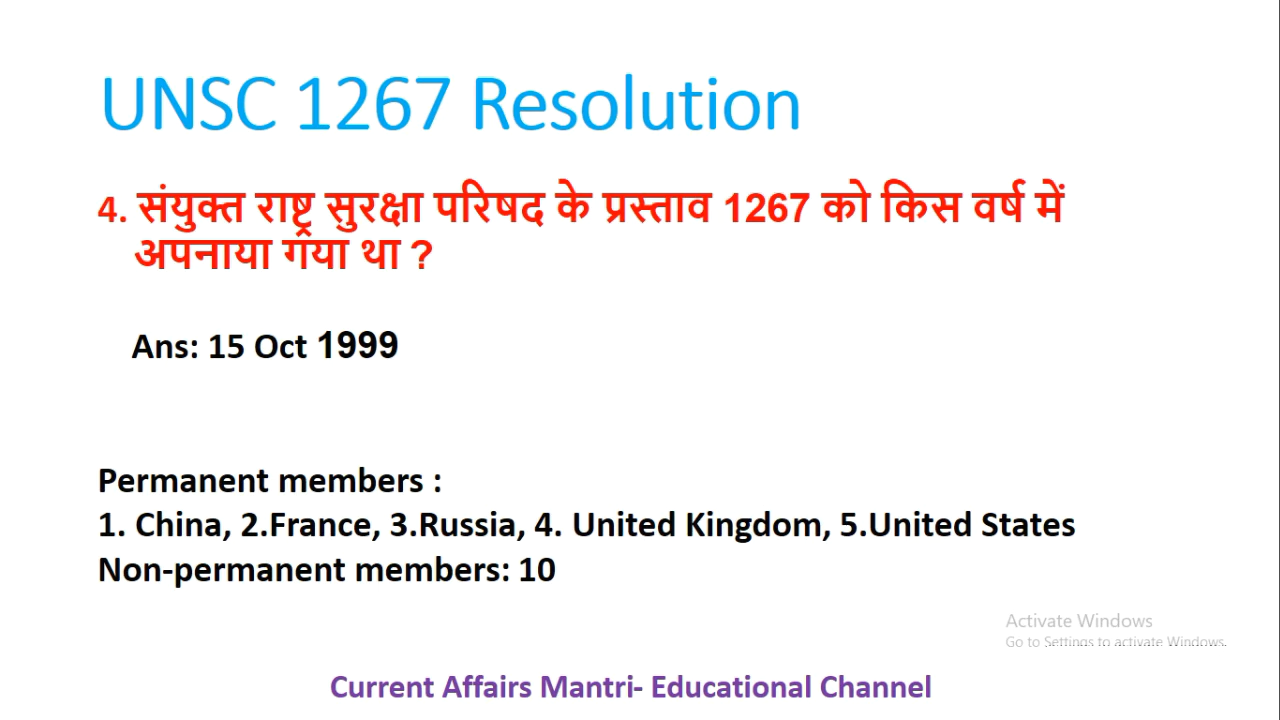 UNSC 1267 Resolution
4. संयुक्त राष्ट्र सुरक्षा परिषद के प्रस्ताव 1267 को किस वर्ष में
अपनाया गया था ?
Ans: 15 Oct 1999
Permanent members :
1. China, 2.France, 3.Russia, 4. United Kingdom, 5.United States
Non-permanent members: 10
Activate Windows
Go to Settings to activate Windows.
Current Affairs Mantri- Educational Channel